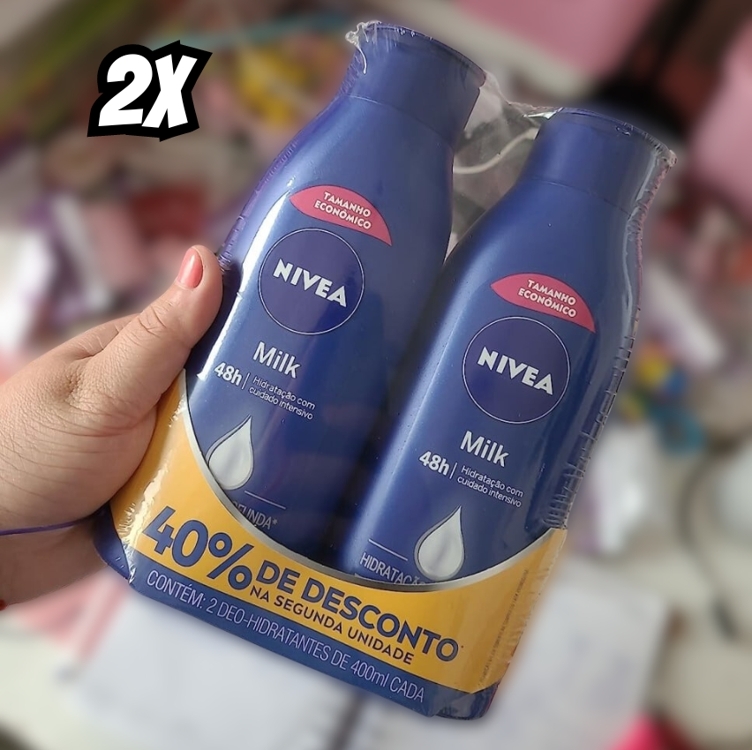 2X
TAMANHO
ECONÔMICO
NIVEA
Milk
48h
Hidratação com
cuidado intensivo
TAMANHO
ECONÔMICO
NIVEA
Milk
48h
Hidratação com
cuidado intensivo
40% DE DESCONTO*
NA SEGUNDA UNIDADE
CONTÉM: 2 DEO-HIDRATANTES DE 400ml CADA